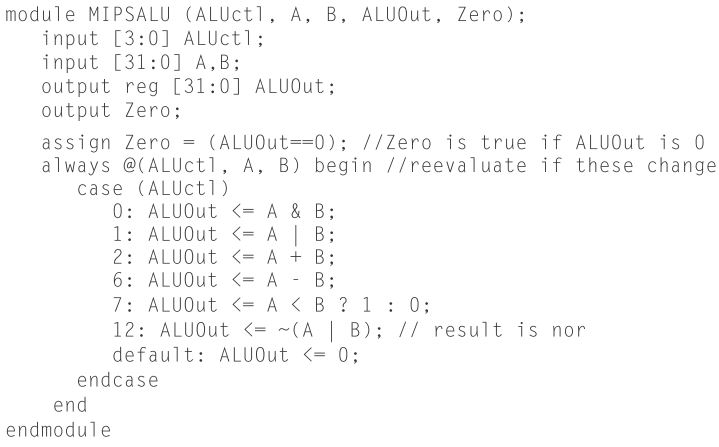 module MIPSALU (ALUctl, A, B, ALUOut, Zero);
   input [3:0] ALUctl;
   input [31:0] A,B;
   output reg [31:0] ALUOut;
   output Zero;
   assign Zero = (ALUOut==0); //Zero is true if ALUOut is 0
   always @(ALUctl, A, B) begin //reevaluate if these change
      case (ALUctl)
         0: ALUOut <= A & B;
         1: ALUOut <= A | B;
         2: ALUOut <= A + B;
         6: ALUOut <= A - B;
         7: ALUOut <= A < B ? 1 : 0;
         12: ALUOut <= ~(A | B); // result is nor
         default: ALUOut <= 0;
      endcase
    end
endmodule